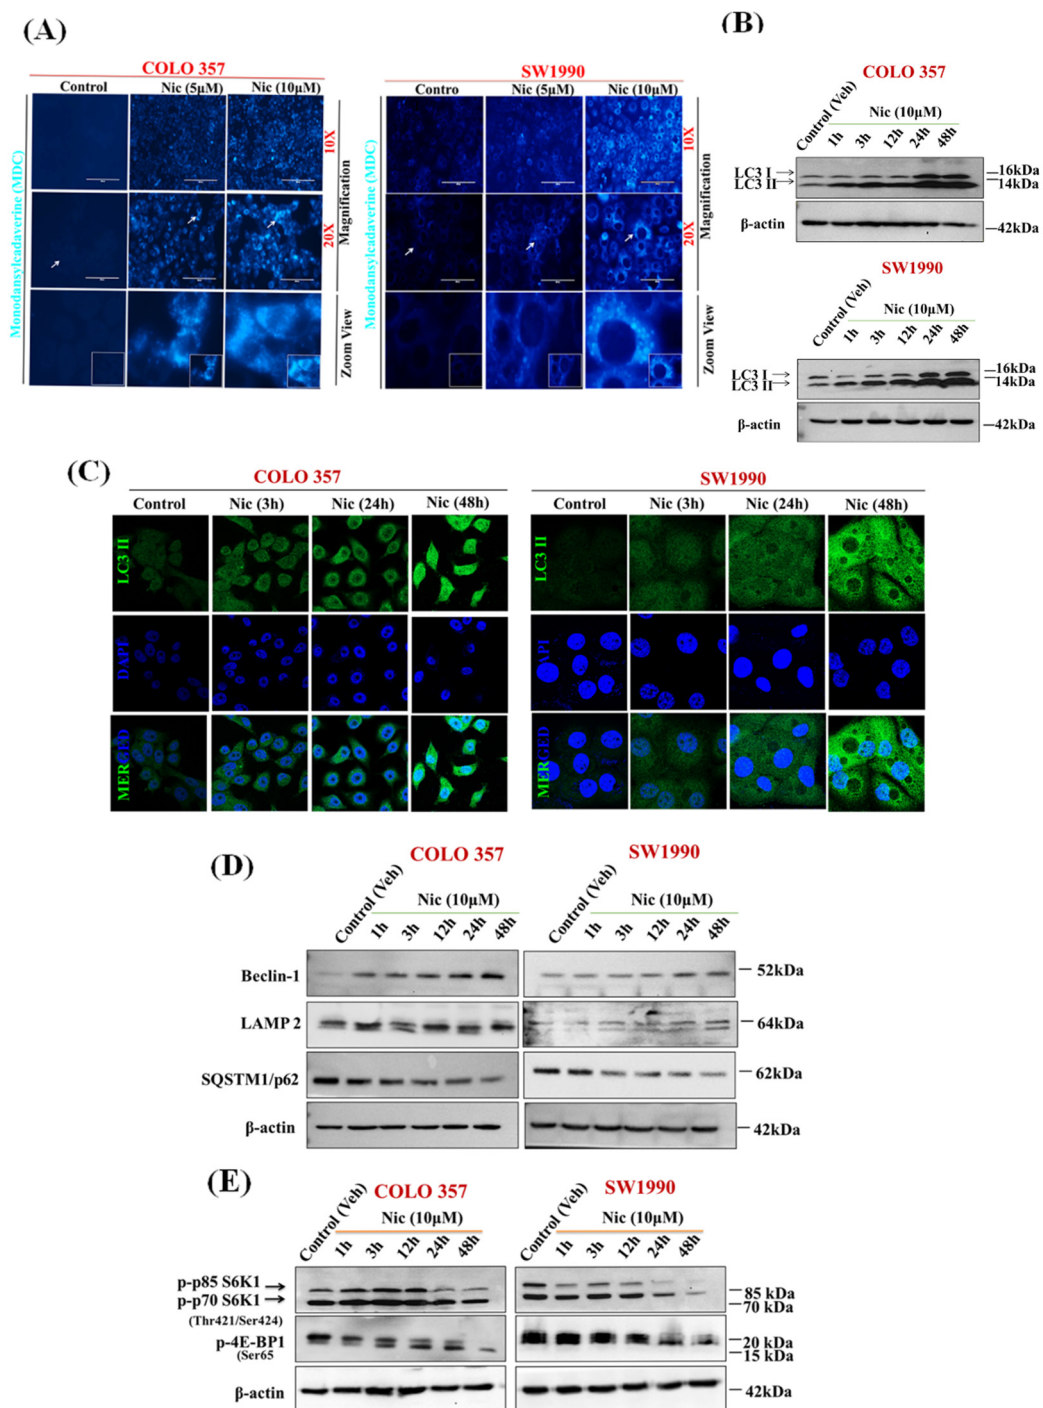 (A)
COLO 357
Control Nic (5μM) Nic (10μM)
Monodansylcadaverine (MDC)
10X
20X
Magnification
Zoom View
SW1990
Contro Nic (5μM) Nic (10μM)
Monodansylcadaverine (MDC)
10X
20X
Magnification
Zoom View
(B)
COLO 357
Control (Veh)
Nic (10μM)
1h 3h 12h 24h 48h
LC3 I
LC3 II
16kDa
14kDa
β-actin
42kDa
SW1990
Control (Veh)
Nic (10μM)
1h 3h 12h 24h 48h
LC3 I
LC3 II
16kDa
14kDa
β-actin
42kDa
(C)
COLO 357
Control Nic (3h) Nic (24h) Nic (48h)
LC3 II
DAPI
MERGED
SW1990
Control Nic (3h) Nic (24h) Nic (48h)
LC3 II
API
MERGED
(D)
COLO 357
SW1990
Control (Veh)
Nic (10μM)
1h 3h 12h 24h 48h
Control (Veh)
Nic (10μM)
1h 3h 12h 24h 48h
Beclin-1
52kDa
LAMP 2
64kDa
SQSTM1/p62
62kDa
β-actin
42kDa
(E)
COLO 357
SW1990
Control (Veh)
Nic (10μM)
1h 3h 12h 24h 48h
Control (Veh)
Nic (10μM)
1h 3h 12h 24h 48h
p-p85 S6K1
p-p70 S6K1
(Thr421/Ser424)
85 kDa
70 kDa
p-4E-BP1
(Ser65
20 kDa
15 kDa
β-actin
42kDa